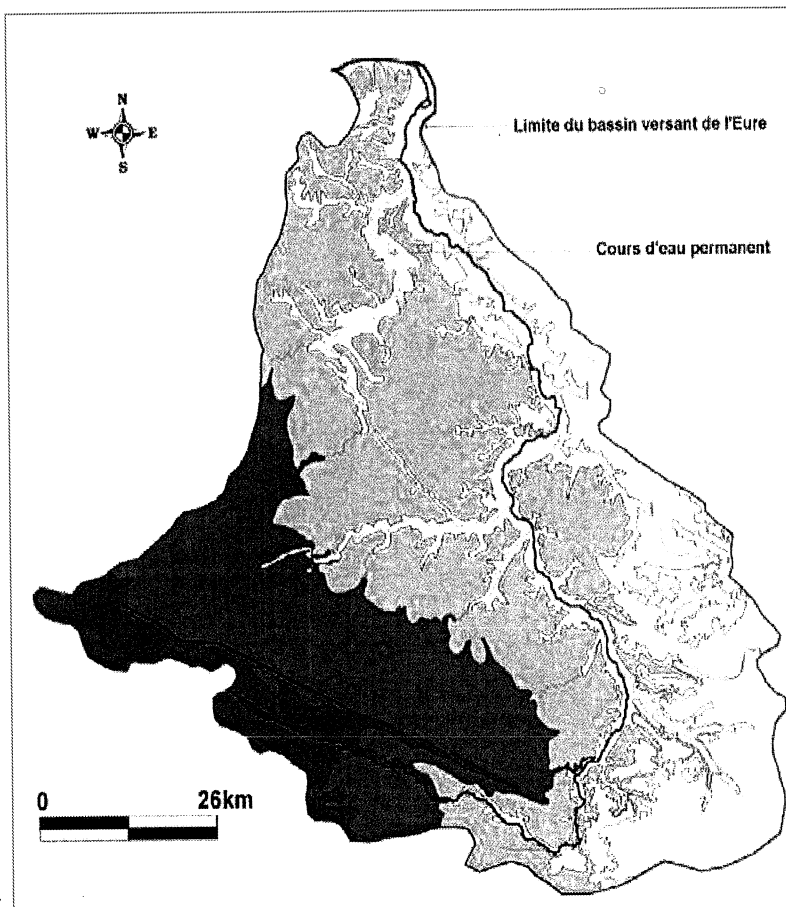 N
W E
S
Limite du bassin versant de l'Eure
Cours d'eau permanent
0 26km